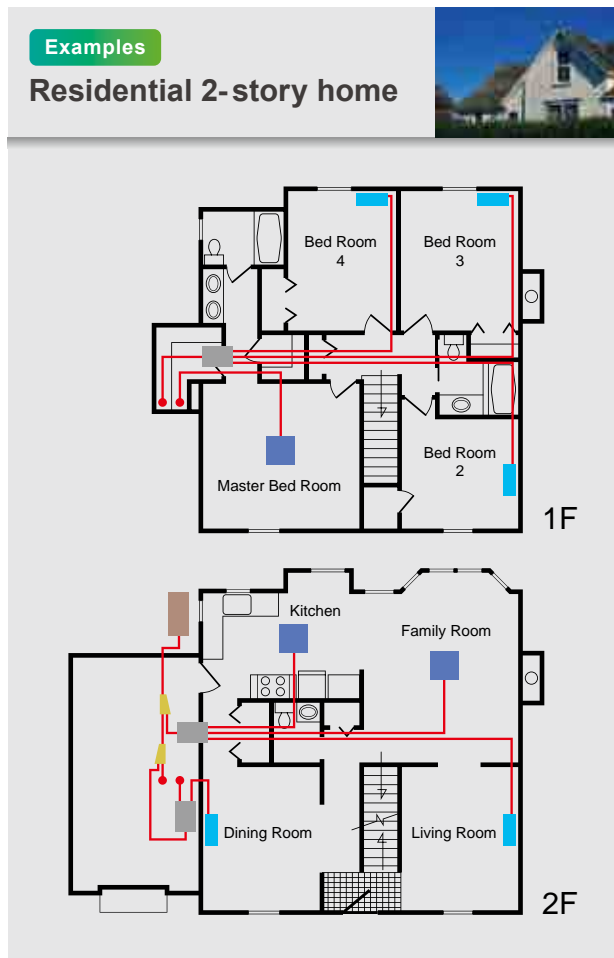 Examples
Residential 2-story home
Bed Room
4
Bed Room
3
Bed Room
2
Master Bed Room
1F
Kitchen
Family Room
Dining Room
Living Room
2F